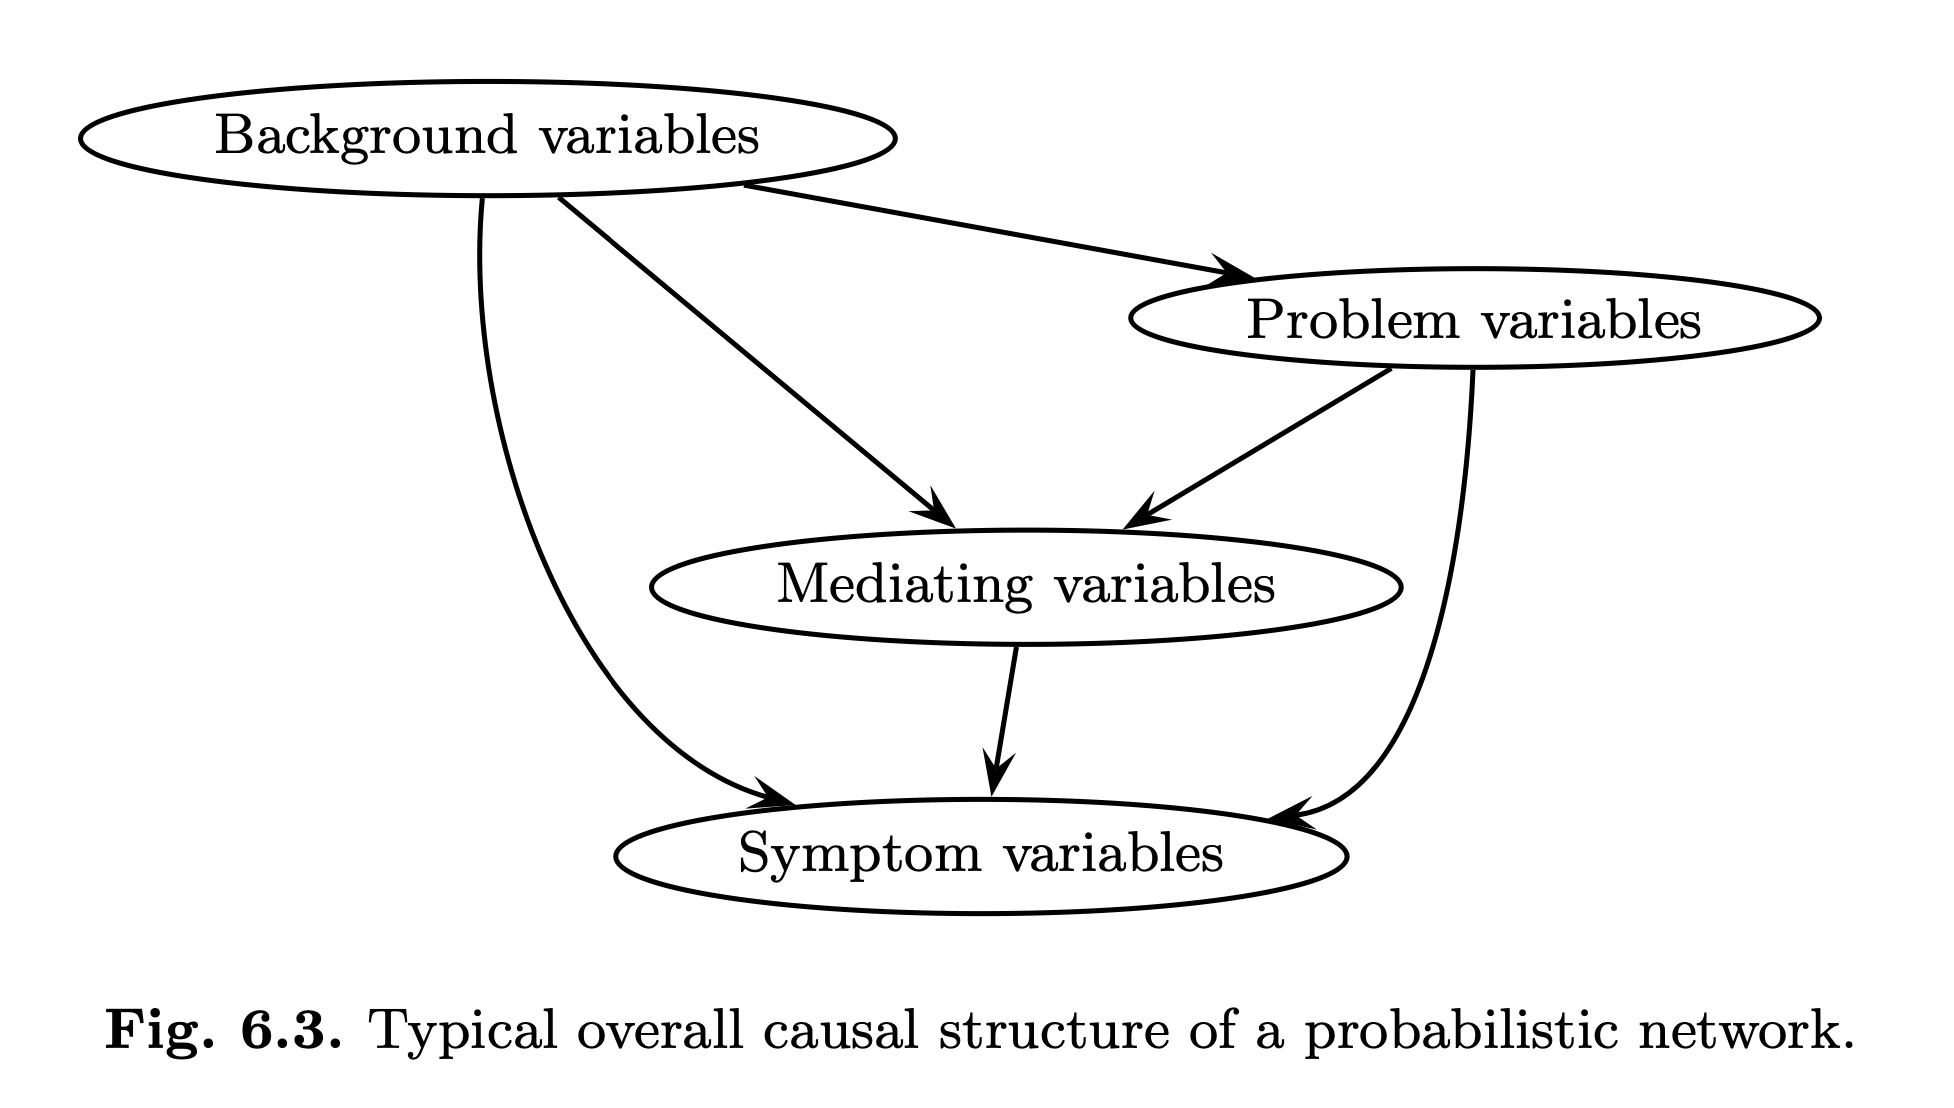 Background variables
Problem variables
Mediating variables
Symptom variables
Fig. 6.3. Typical overall causal structure of a probabilistic network.